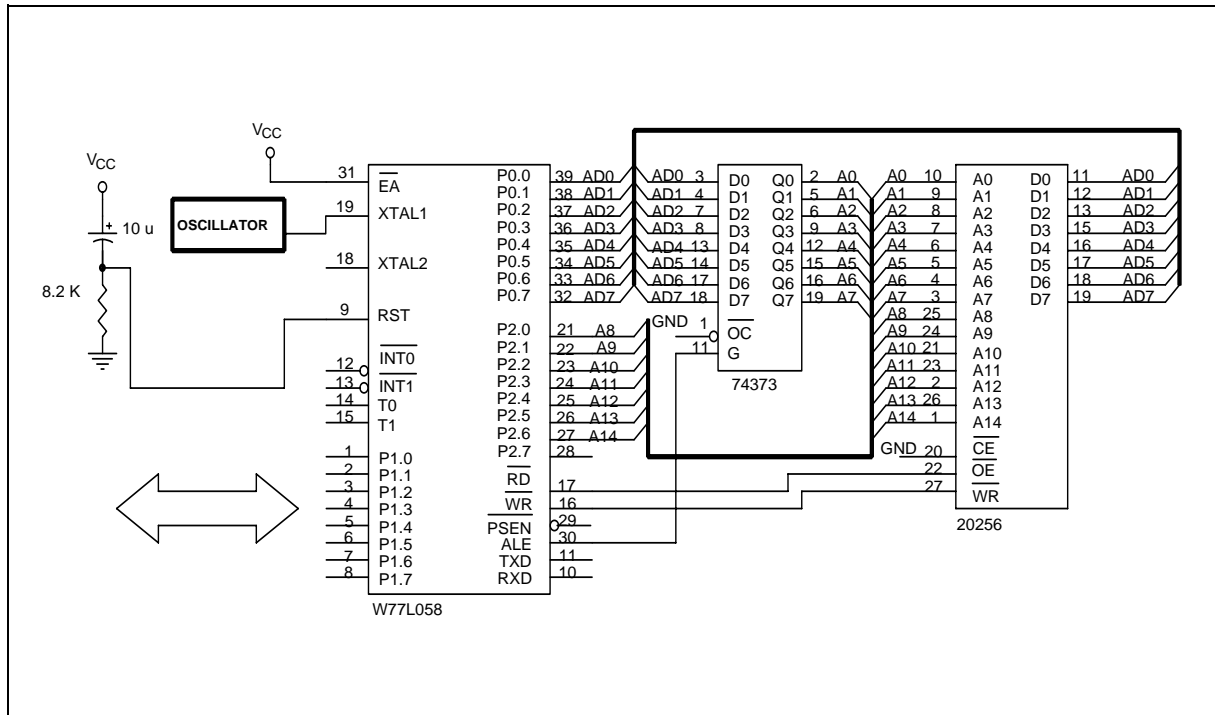 VCC
VCC
10 u
8.2 K
OSCILLATOR
31 EA
19 XTAL1
18 XTAL2
9 RST
12 INT0
13 INT1
14 T0
15 T1
1 P1.0
2 P1.1
3 P1.2
4 P1.3
5 P1.4
6 P1.5
7 P1.6
8 P1.7
P0.0 39 AD0
P0.1 38 AD1
P0.2 37 AD2
P0.3 36 AD3
P0.4 35 AD4
P0.5 34 AD5
P0.6 33 AD6
P0.7 32 AD7
P2.0 21 A8
P2.1 22 A9
P2.2 23 A10
P2.3 24 A11
P2.4 25 A12
P2.5 26 A13
P2.6 27 A14
P2.7 28
RD 17
WR 16
PSEN 29
ALE 30
TXD 11
RXD 10
W77L058
AD0 3 D0 Q0 2 A0
AD1 4 D1 Q1 5 A1
AD2 7 D2 Q2 6 A2
AD3 8 D3 Q3 9 A3
AD4 13 D4 Q4 12 A4
AD5 14 D5 Q5 15 A5
AD6 17 D6 Q6 16 A6
AD7 18 D7 Q7 19 A7
GND 1 OC
11 G
74373
A0 10 A0 D0 11 AD0
A1 9 A1 D1 12 AD1
A2 8 A2 D2 13 AD2
A3 7 A3 D3 15 AD3
A4 6 A4 D4 16 AD4
A5 5 A5 D5 17 AD5
A6 4 A6 D6 18 AD6
A7 3 A7 D7 19 AD7
A8 25 A8
A9 24 A9
A10 21 A10
A11 23 A11
A12 2 A12
A13 26 A13
A14 1 A14
GND 20 CE
22 OE
27 WR
20256